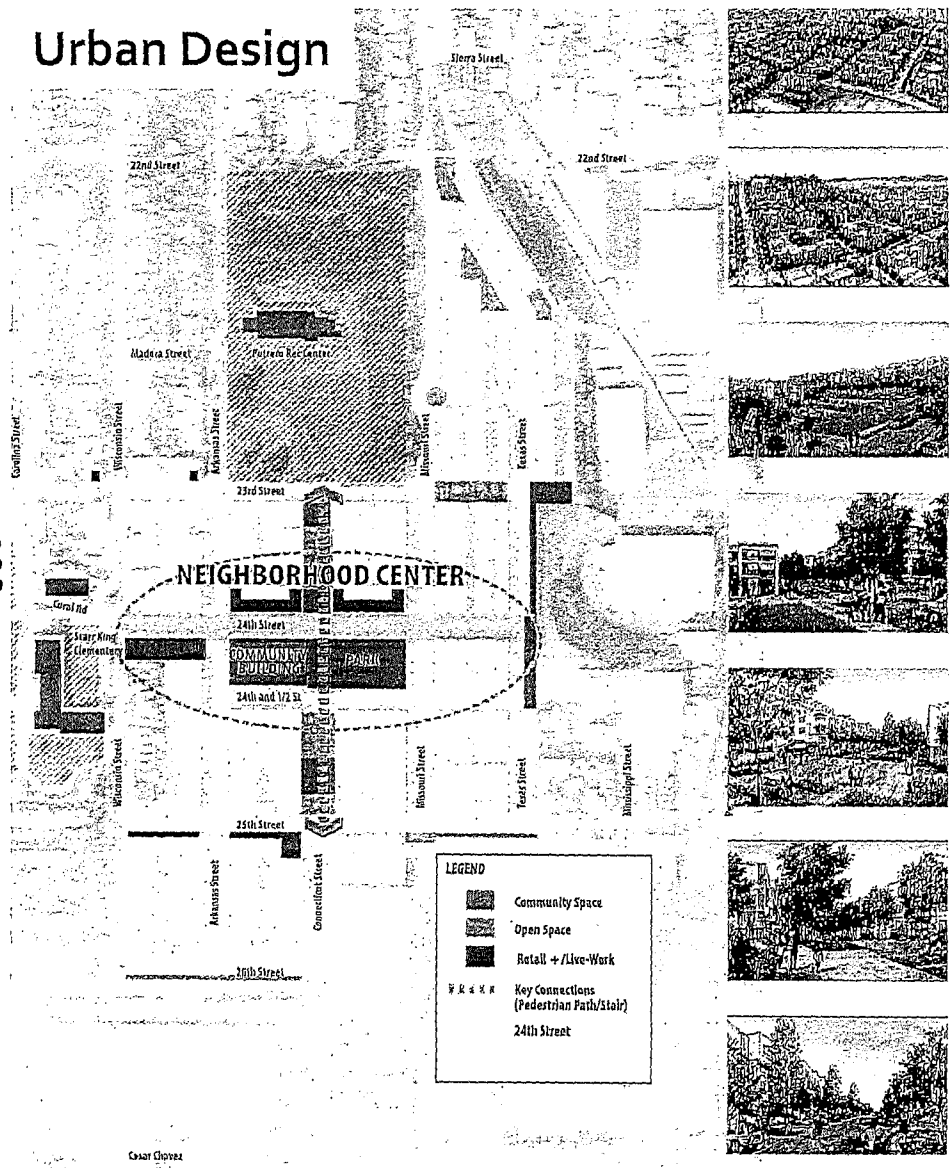 Urban Design
Sierra Street
22nd Street
22nd Street
Madera Street
Potrero Rec Center
Carolina Street
Wisconsin Street
Arkansas Street
Missouri Street
Texas Street
23rd Street
NEIGHBORHOOD CENTER
Coral Rd
24th Street
Starr King
Elementary
COMMUNITY
BUILDING
PARK
24th and 1/2 St
Wisconsin Street
Missouri Street
Texas Street
Mississippi Street
25th Street
Arkansas Street
Connecticut Street
26th Street
LEGEND
Community Space
Open Space
Retail +/Live-Work
Key Connections
(Pedestrian Path/Stair)
24th Street
Cesar Chavez